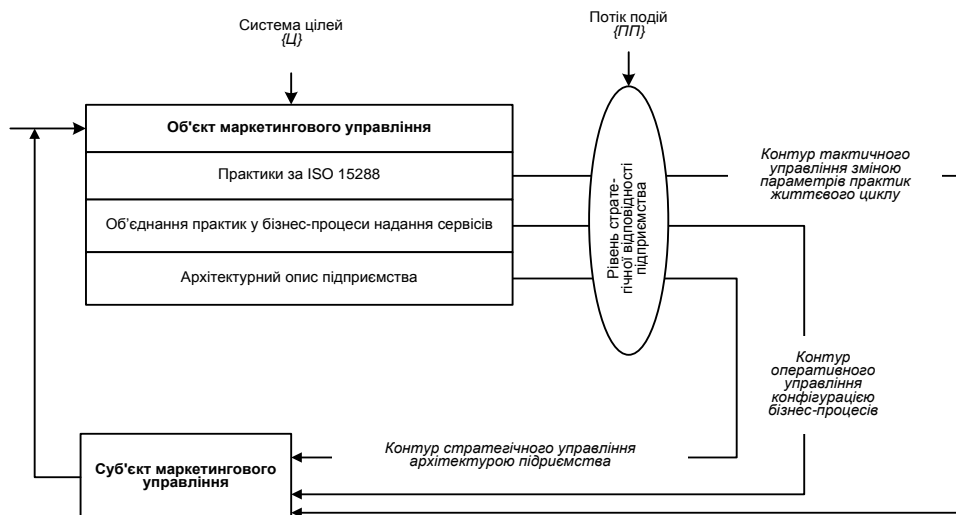 Система цілей
{Ц}
Потік подій
{ПП}
Об'єкт маркетингового управління
Практики за ISO 15288
Об’єднання практик у бізнес-процеси надання сервісів
Архітектурний опис підприємства
Рівень страте-
гічної відповідності
підприємства
Контур тактичного
управління зміною
параметрів практик
життєвого циклу
Контур
оперативного
управління
конфігурацією
бізнес-процесів
Контур стратегічного управління
архітектурою підриємства
Суб'єкт маркетингового
управління